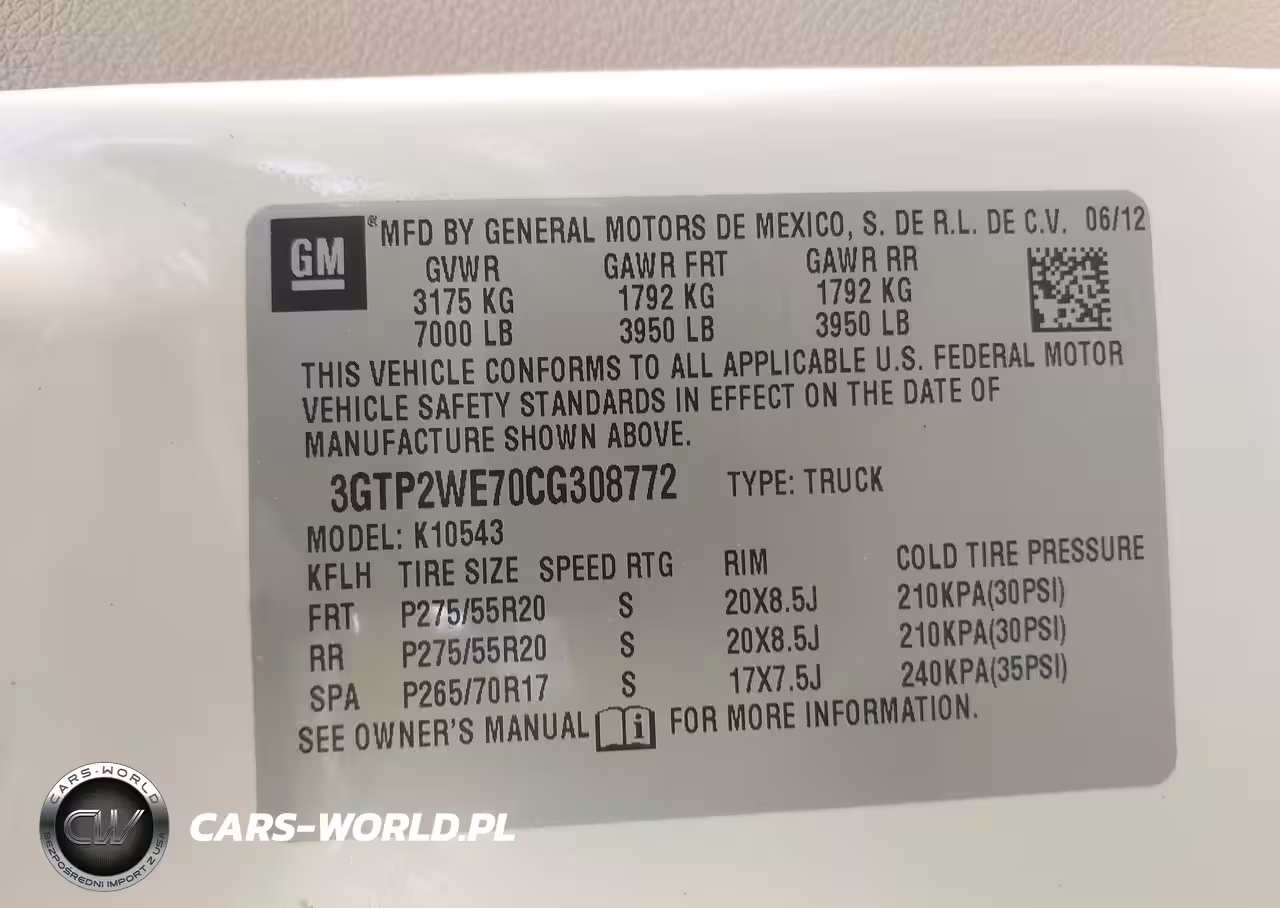 GM ® MFD BY GENERAL MOTORS DE MEXICO, S. DE R.L. DE C.V. 06/12
GVWR GAWR FRT GAWR RR
3175 KG 1792 KG 1792 KG
7000 LB 3950 LB 3950 LB
THIS VEHICLE CONFORMS TO ALL APPLICABLE U.S. FEDERAL MOTOR
VEHICLE SAFETY STANDARDS IN EFFECT ON THE DATE OF
MANUFACTURE SHOWN ABOVE.
3GTP2WE70CG308772 TYPE: TRUCK
MODEL: K10543
KFLH TIRE SIZE SPEED RTG RIM COLD TIRE PRESSURE
FRT P275/55R20 S 20X8.5J 210KPA(30PSI)
RR P275/55R20 S 20X8.5J 210KPA(30PSI)
SPA P265/70R17 S 17X7.5J 240KPA(35PSI)
SEE OWNER'S MANUAL i FOR MORE INFORMATION.
CARS-WORLD
CW
BEZPOŚREDNI IMPORT Z USA
CARS-WORLD.PL